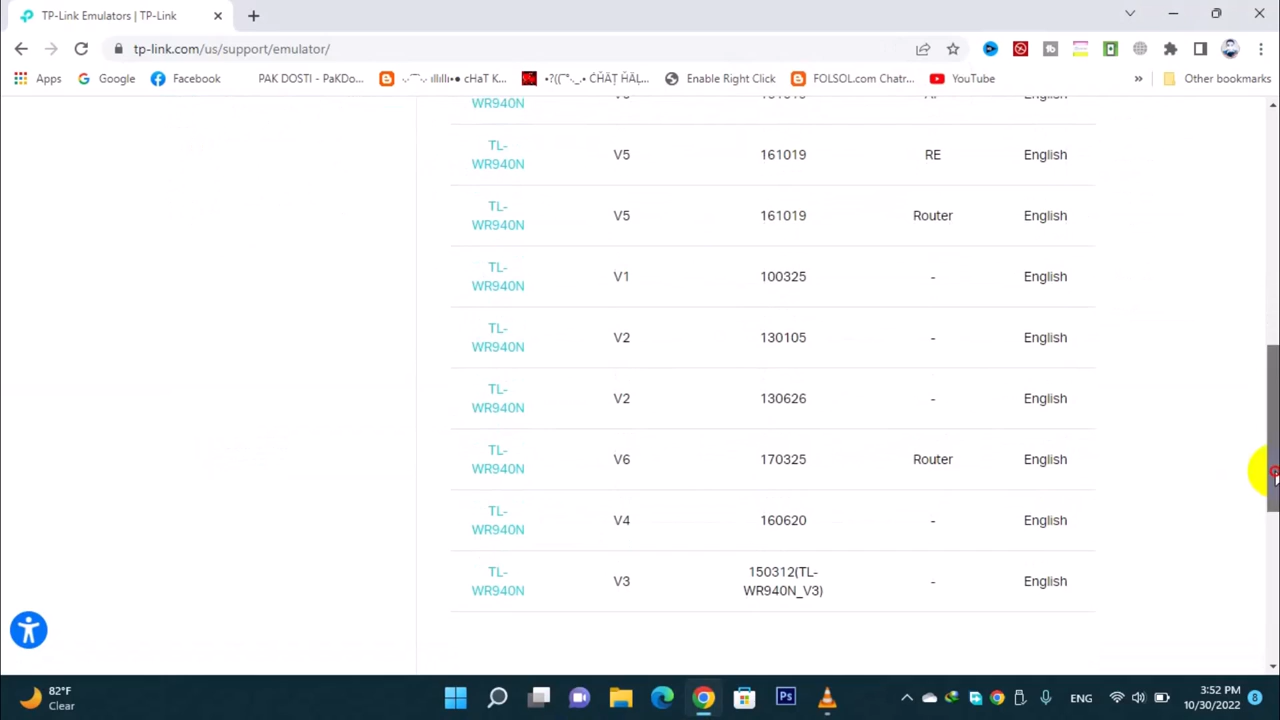 TP-Link Emulators | TP-Link
tp-link.com/us/support/emulator/
Apps Google Facebook PAK DOSTI - PaKDo... Enable Right Click FOLSOL.com Chatr... YouTube » Other bookmarks
WR940N
TL-
WR940N V5 161019 RE English
TL-
WR940N V5 161019 Router English
TL-
WR940N V1 100325 - English
TL-
WR940N V2 130105 - English
TL-
WR940N V2 130626 - English
TL-
WR940N V6 170325 Router English
TL-
WR940N V4 160620 - English
TL-
WR940N V3 150312(TL-
WR940N_V3) - English
82°F
Clear
Ps
ENG
3:52 PM
10/30/2022
8